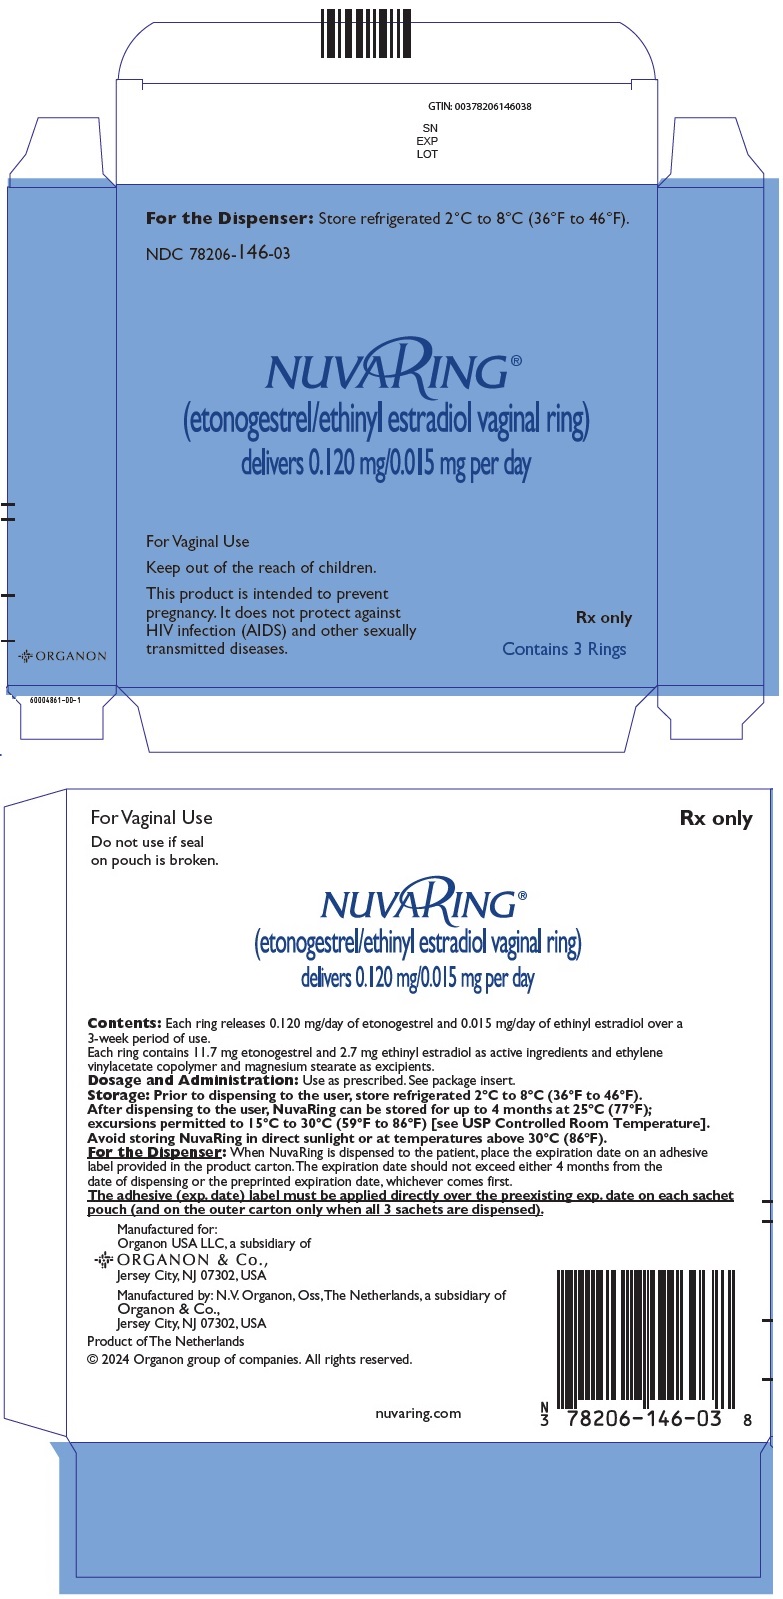 GTIN: 00378206146038
SN
EXP
LOT
For the Dispenser: Store refrigerated 2°C to 8°C (36°F to 46°F).
NDC 78206-146-03
NUVARING®
(etonogestrel/ethinyl estradiol vaginal ring)
delivers 0.120 mg/0.015 mg per day
For Vaginal Use
Keep out of the reach of children.
This product is intended to prevent
pregnancy. It does not protect against
HIV infection (AIDS) and other sexually
transmitted diseases.
Rx only
Contains 3 Rings
ORGANON
60004861-00-1
For Vaginal Use
Rx only
Do not use if seal
on pouch is broken.
NUVARING®
(etonogestrel/ethinyl estradiol vaginal ring)
delivers 0.120 mg/0.015 mg per day
Contents: Each ring releases 0.120 mg/day of etonogestrel and 0.015 mg/day of ethinyl estradiol over a
3-week period of use.
Each ring contains 11.7 mg etonogestrel and 2.7 mg ethinyl estradiol as active ingredients and ethylene
vinylacetate copolymer and magnesium stearate as excipients.
Dosage and Administration: Use as prescribed. See package insert.
Storage: Prior to dispensing to the user, store refrigerated 2°C to 8°C (36°F to 46°F).
After dispensing to the user, NuvaRing can be stored for up to 4 months at 25°C (77°F);
excursions permitted to 15°C to 30°C (59°F to 86°F) [see USP Controlled Room Temperature].
Avoid storing NuvaRing in direct sunlight or at temperatures above 30°C (86°F).
For the Dispenser: When NuvaRing is dispensed to the patient, place the expiration date on an adhesive
label provided in the product carton. The expiration date should not exceed either 4 months from the
date of dispensing or the preprinted expiration date, whichever comes first.
The adhesive (exp. date) label must be applied directly over the preexisting exp. date on each sachet
pouch (and on the outer carton only when all 3 sachets are dispensed).
Manufactured for:
Organon USA LLC, a subsidiary of
ORGANON & Co.,
Jersey City, NJ 07302, USA
Manufactured by: N.V. Organon, Oss, The Netherlands, a subsidiary of
Organon & Co.,
Jersey City, NJ 07302, USA
Product of The Netherlands
© 2024 Organon group of companies. All rights reserved.
nuvaring.com
N
3 78206-146-03 8